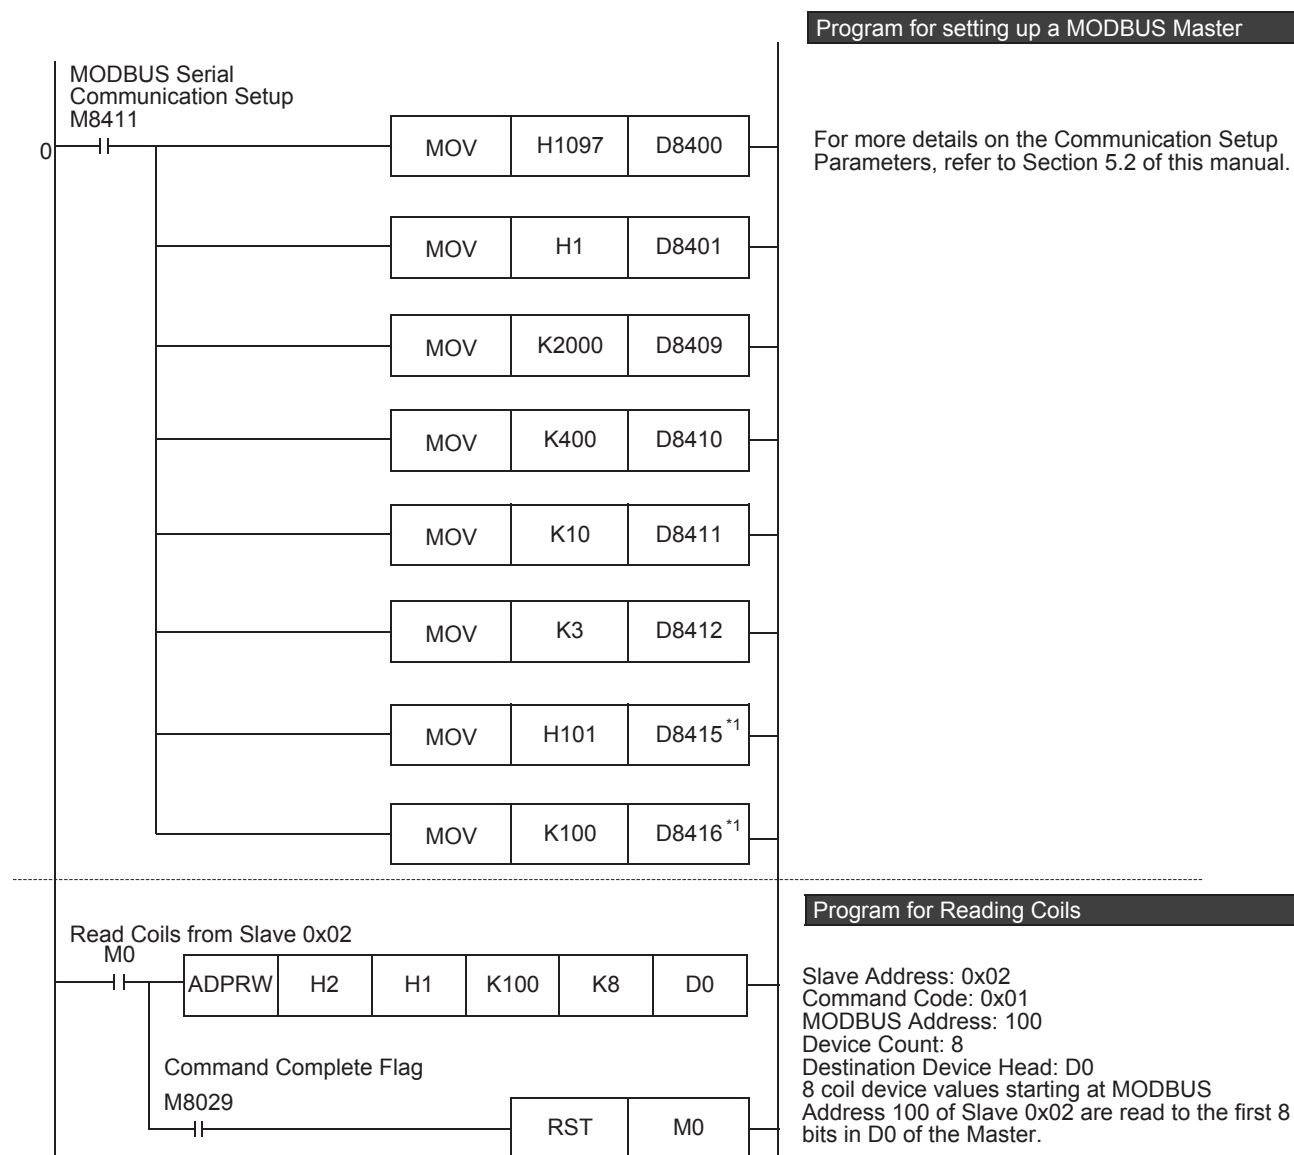 Program for setting up a MODBUS Master
MODBUS Serial
Communication Setup
M8411
0
MOV H1097 D8400
For more details on the Communication Setup
Parameters, refer to Section 5.2 of this manual.
MOV H1 D8401
MOV K2000 D8409
MOV K400 D8410
MOV K10 D8411
MOV K3 D8412
MOV H101 D8415*1
MOV K100 D8416*1
Program for Reading Coils
Read Coils from Slave 0x02
M0
ADPRW H2 H1 K100 K8 D0
Slave Address: 0x02
Command Code: 0x01
MODBUS Address: 100
Device Count: 8
Destination Device Head: D0
8 coil device values starting at MODBUS
Address 100 of Slave 0x02 are read to the first 8
bits in D0 of the Master.
Command Complete Flag
M8029
RST M0